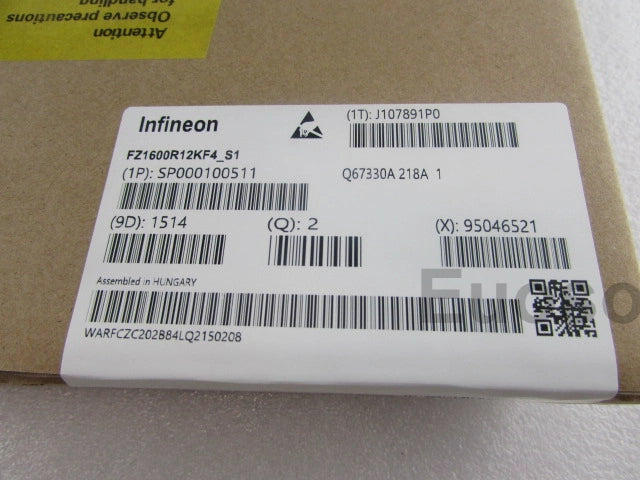 Attention
Observe precautions
for handling
Infineon
(1T): J107891P0
FZ1600R12KF4_S1
(1P): SP000100511
Q67330A 218A 1
(9D): 1514
(Q): 2
(X): 95046521
Assembled in HUNGARY
WARFCZC202B84LQ2150208